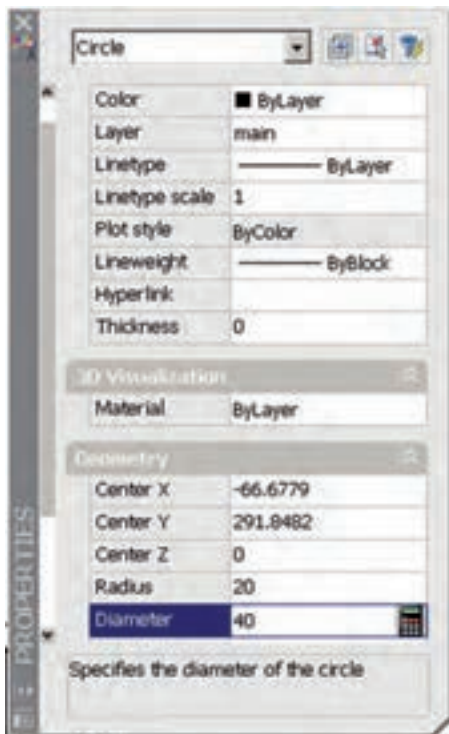 Circle
Color ByLayer
Layer main
Linetype ByLayer
Linetype scale 1
Plot style ByColor
Lineweight ByBlock
Hyperlink
Thickness 0
3D Visualization
Material ByLayer
Geometry
Center X -66.6779
Center Y 291.8482
Center Z 0
Radius 20
Diameter 40
Specifies the diameter of the circle
PROPERTIES